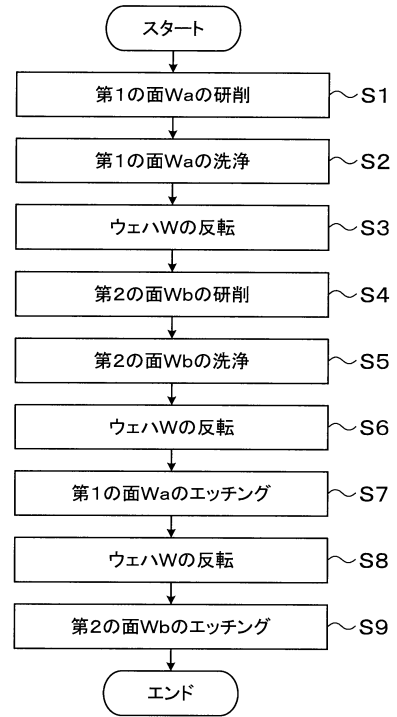 スタート
第1の面Waの研削 S1
第1の面Waの洗浄 S2
ウェハWの反転 S3
第2の面Wbの研削 S4
第2の面Wbの洗浄 S5
ウェハWの反転 S6
第1の面Waのエッチング S7
ウェハWの反転 S8
第2の面Wbのエッチング S9
エンド